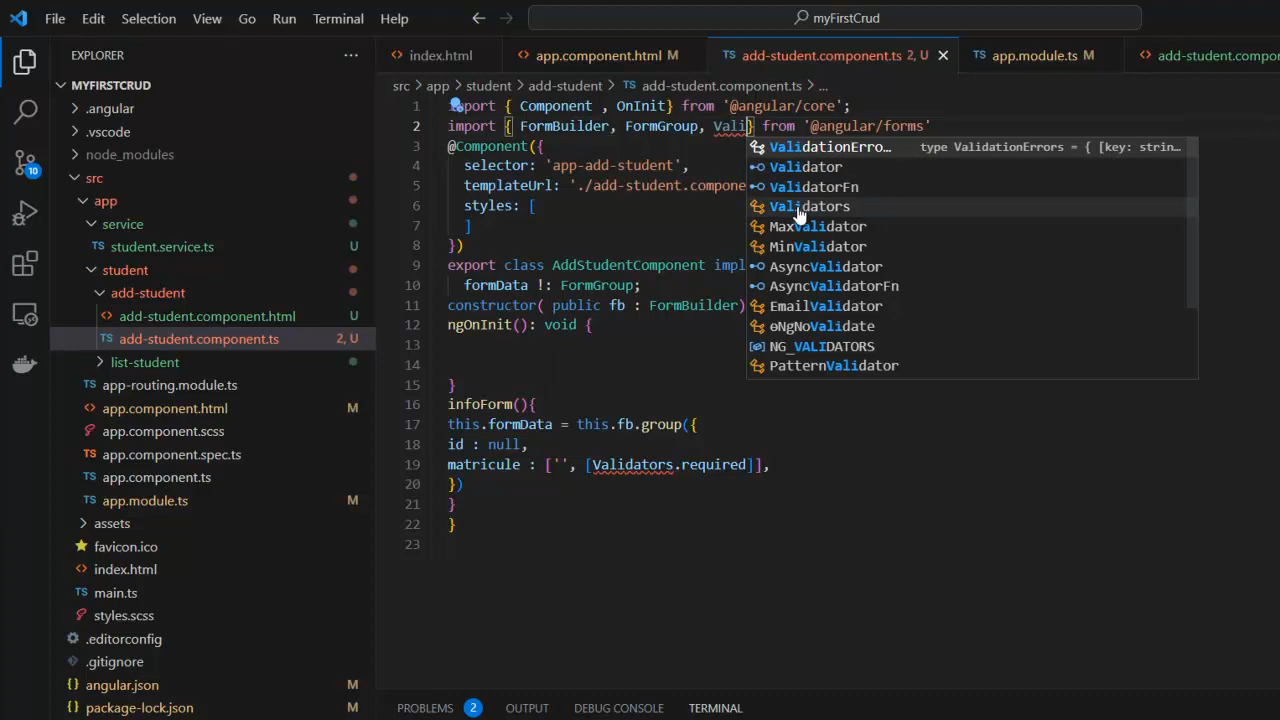 File Edit Selection View Go Run Terminal Help
myFirstCrud
EXPLORER
MYFIRSTCRUD
.angular
.vscode
node_modules
src
app
service
student.service.ts U
student
add-student
add-student.component.html U
add-student.component.ts 2, U
list-student
app-routing.module.ts
app.component.html M
app.component.scss
app.component.spec.ts
app.component.ts
app.module.ts M
assets
favicon.ico
index.html
main.ts
styles.scss
.editorconfig
.gitignore
angular.json M
package-lock.json M
10
index.html
app.component.html M
add-student.component.ts 2, U
app.module.ts M
add-student.compor
src > app > student > add-student > add-student.component.ts > ...
1 import { Component , OnInit} from '@angular/core';
2 import { FormBuilder, FormGroup, Vali} from '@angular/forms'
3 @Component({
4 selector: 'app-add-student',
5 templateUrl: './add-student.compone
6 styles: [
7 ]
8 })
9 export class AddStudentComponent impl
10 formData !: FormGroup;
11 constructor( public fb : FormBuilder)
12 ngOnInit(): void {
13
14
15 }
16 infoForm(){
17 this.formData = this.fb.group({
18 id : null,
19 matricule : ['', [Validators.required]],
20 })
21 }
22 }
23
ValidationErro... type ValidationErrors = { [key: strin...
Validator
ValidatorFn
Validators
MaxValidator
MinValidator
AsyncValidator
AsyncValidatorFn
EmailValidator
ɵNgNoValidate
NG_VALIDATORS
PatternValidator
PROBLEMS 2 OUTPUT DEBUG CONSOLE TERMINAL